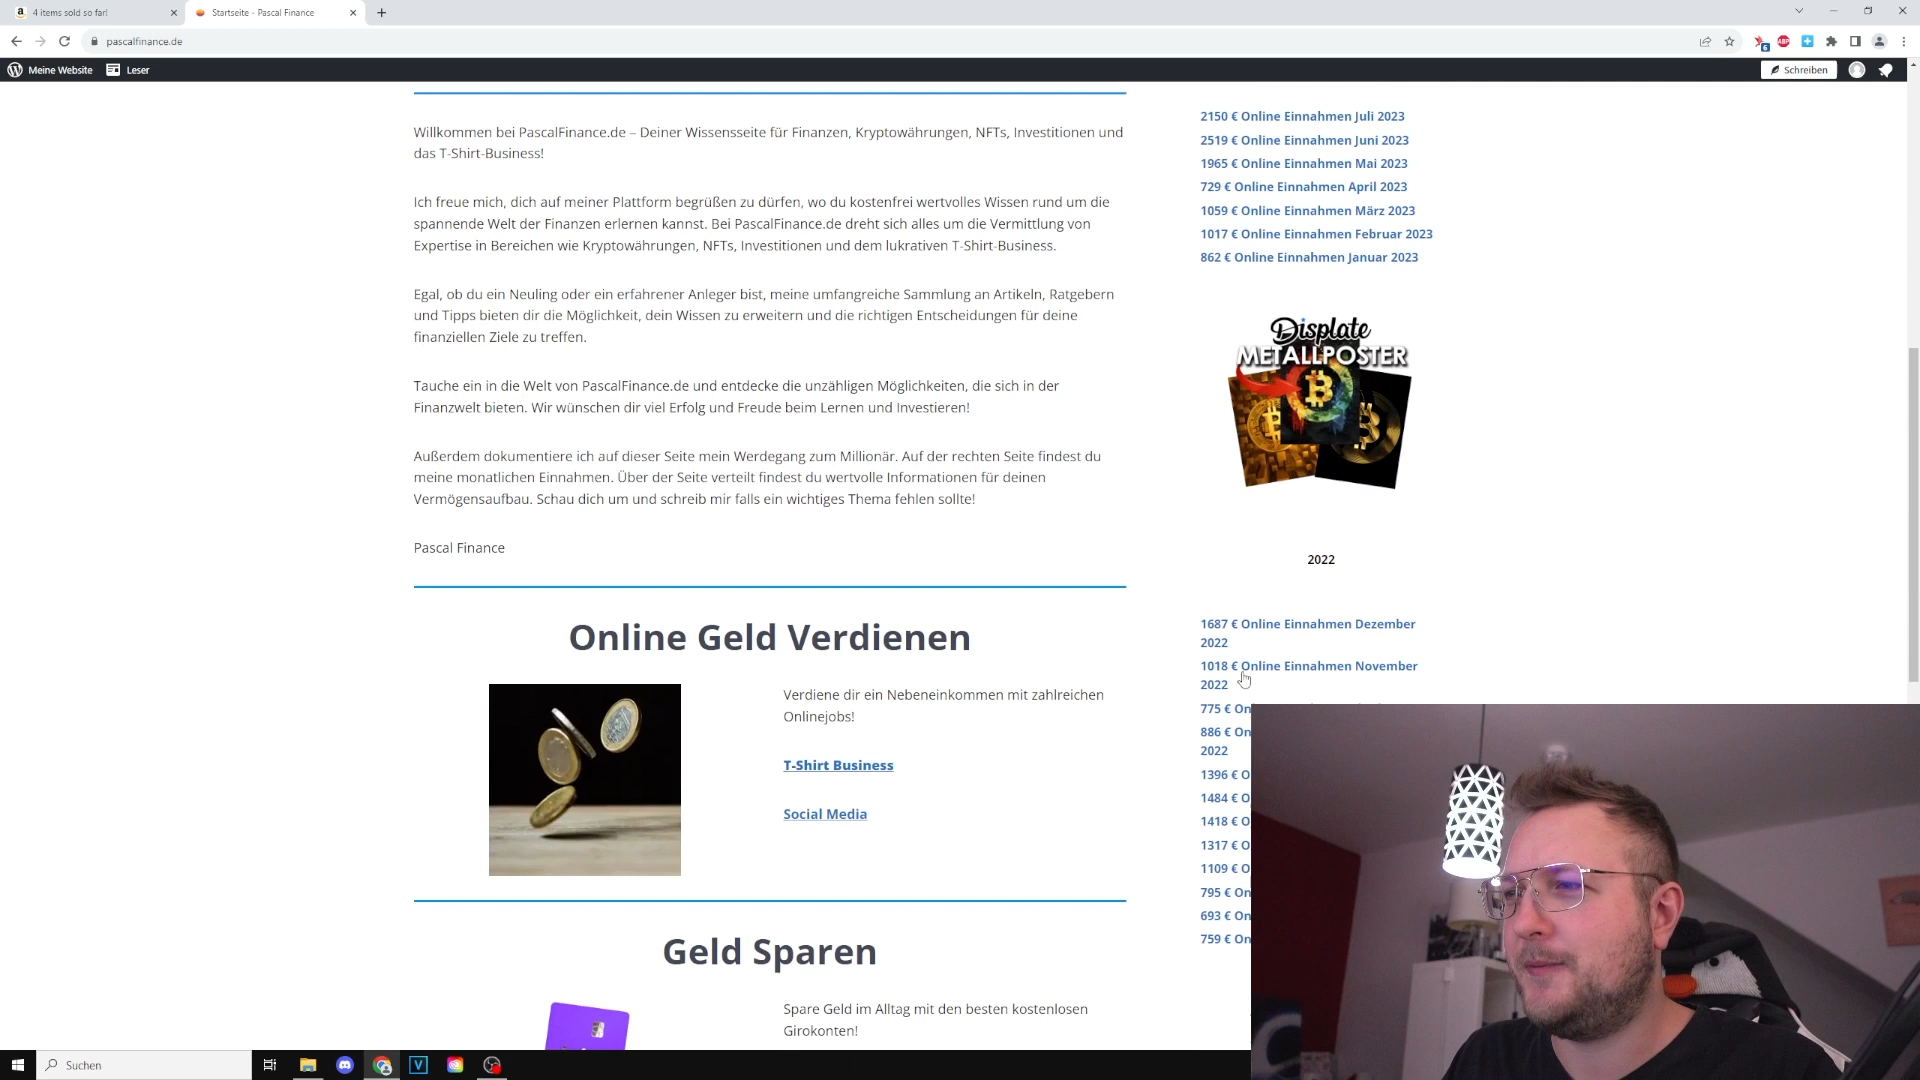 4 items sold so far!
Startseite - Pascal Finance
pascalfinance.de
6
ABP
Meine Website
Leser
Schreiben
Willkommen bei PascalFinance.de – Deiner Wissensseite für Finanzen, Kryptowährungen, NFTs, Investitionen und
das T-Shirt-Business!
Ich freue mich, dich auf meiner Plattform begrüßen zu dürfen, wo du kostenfrei wertvolles Wissen rund um die
spannende Welt der Finanzen erlernen kannst. Bei PascalFinance.de dreht sich alles um die Vermittlung von
Expertise in Bereichen wie Kryptowährungen, NFTs, Investitionen und dem lukrativen T-Shirt-Business.
Egal, ob du ein Neuling oder ein erfahrener Anleger bist, meine umfangreiche Sammlung an Artikeln, Ratgebern
und Tipps bieten dir die Möglichkeit, dein Wissen zu erweitern und die richtigen Entscheidungen für deine
finanziellen Ziele zu treffen.
Tauche ein in die Welt von PascalFinance.de und entdecke die unzähligen Möglichkeiten, die sich in der
Finanzwelt bieten. Wir wünschen dir viel Erfolg und Freude beim Lernen und Investieren!
Außerdem dokumentiere ich auf dieser Seite mein Werdegang zum Millionär. Auf der rechten Seite findest du
meine monatlichen Einnahmen. Über der Seite verteilt findest du wertvolle Informationen für deinen
Vermögensaufbau. Schau dich um und schreib mir falls ein wichtiges Thema fehlen sollte!
Pascal Finance
Online Geld Verdienen
Verdiene dir ein Nebeneinkommen mit zahlreichen
Onlinejobs!
T-Shirt Business
Social Media
Geld Sparen
Spare Geld im Alltag mit den besten kostenlosen
Girokonten!
2150 € Online Einnahmen Juli 2023
2519 € Online Einnahmen Juni 2023
1965 € Online Einnahmen Mai 2023
729 € Online Einnahmen April 2023
1059 € Online Einnahmen März 2023
1017 € Online Einnahmen Februar 2023
862 € Online Einnahmen Januar 2023
Displate
METALLPOSTER
2022
1687 € Online Einnahmen Dezember
2022
1018 € Online Einnahmen November
2022
775 € On
886 € On
2022
1396 € O
1484 € O
1418 € O
1317 € O
1109 € O
795 € On
693 € On
759 € On
Suchen
V